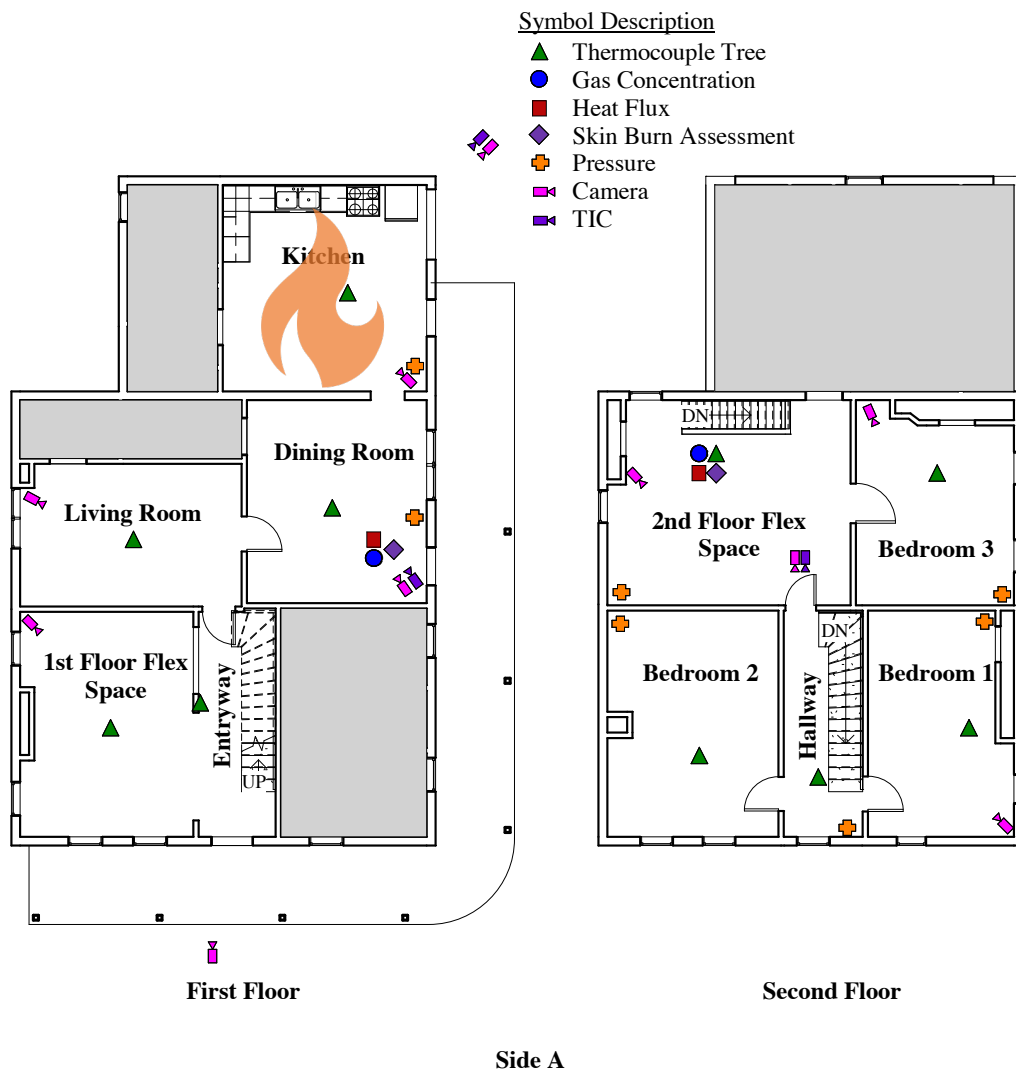 Symbol Description
Thermocouple Tree
Gas Concentration
Heat Flux
Skin Burn Assessment
Pressure
Camera
TIC
Kitchen
Dining Room
Living Room
1st Floor Flex
Space
Entryway
UP
First Floor
DN
2nd Floor Flex
Space
Bedroom 3
DN
Bedroom 2
Hallway
Bedroom 1
Second Floor
Side A